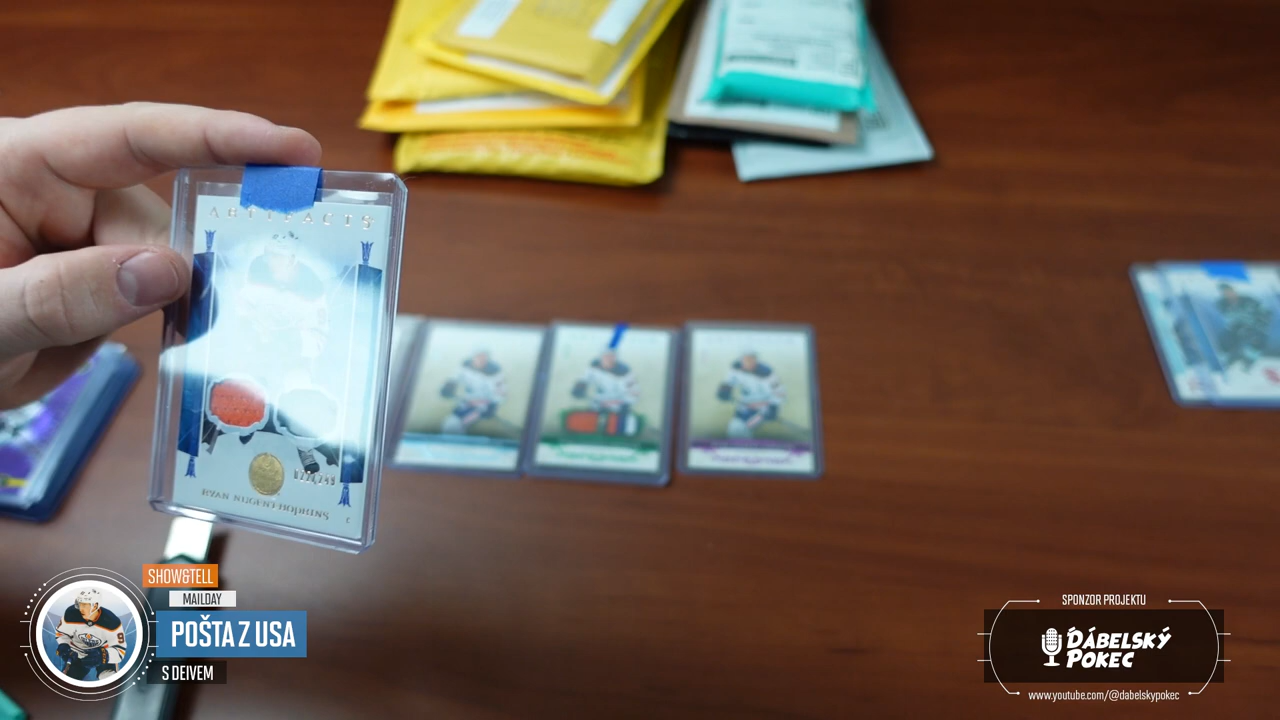 ARTIFACTS
RYAN NUGENT-HOPKINS
SHOW&TELL
MAILDAY
POŠTA Z USA
S DEIVEM
SPONZOR PROJEKTU
ĎÁBELSKÝ
POKEC
www.youtube.com/@dabelskypokec